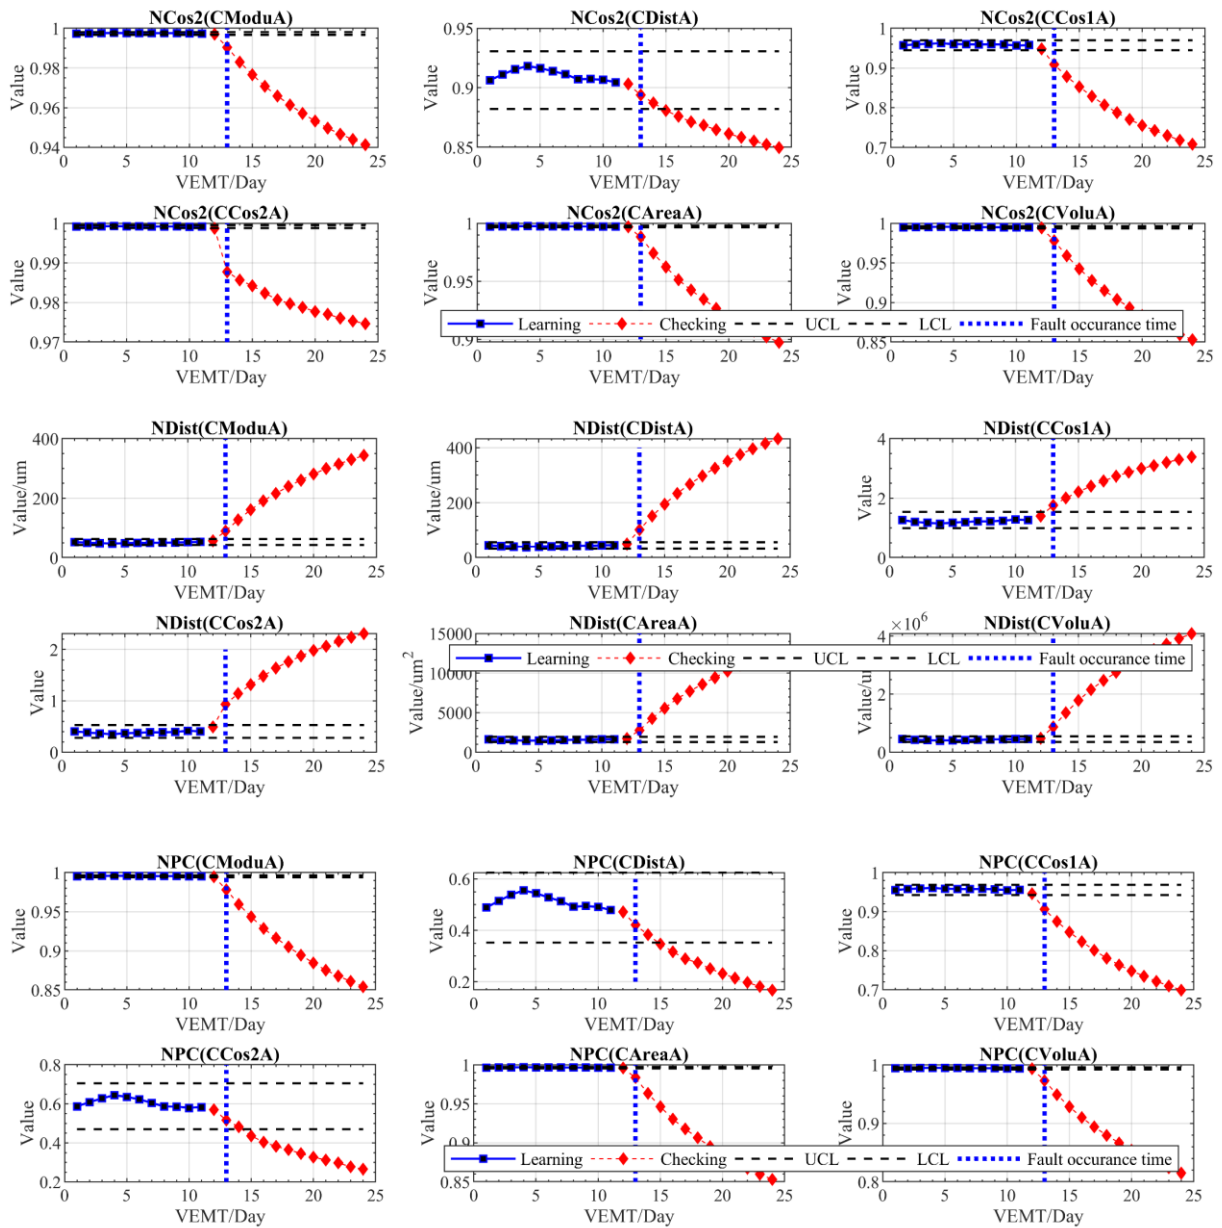 NCos2(CModuA) NCos2(CDistA) NCos2(CCos1A)
Value 1 0.98 0.96 0.94 0 5 10 15 20 25 VEMT/Day
Value 0.95 0.9 0.85 0 5 10 15 20 25 VEMT/Day
Value 1 0.9 0.8 0.7 0 5 10 15 20 25 VEMT/Day
NCos2(CCos2A) NCos2(CAreaA) NCos2(CVoluA)
Value 1 0.99 0.98 0.97 0 5 10 15 20 25 VEMT/Day
Value 1 0.95 0.9 0 5 10 15 20 25 VEMT/Day
Value 1 0.95 0.9 0.85 0 5 10 15 20 25 VEMT/Day
Learning Checking UCL LCL Fault occurance time
NDist(CModuA) NDist(CDistA) NDist(CCos1A)
Value/um 400 200 0 0 5 10 15 20 25 VEMT/Day
Value/um 400 200 0 0 5 10 15 20 25 VEMT/Day
Value 4 2 0 0 5 10 15 20 25 VEMT/Day
NDist(CCos2A) NDist(CAreaA) NDist(CVoluA)
Value 2 1 0 0 5 10 15 20 25 VEMT/Day
Value/um² 15000 10000 5000 0 0 5 10 15 20 25 VEMT/Day
×10⁶ 4 2 0 0 5 10 15 20 25 VEMT/Day
Learning Checking UCL LCL Fault occurance time
NPC(CModuA) NPC(CDistA) NPC(CCos1A)
Value 1 0.95 0.9 0.85 0 5 10 15 20 25 VEMT/Day
Value 0.6 0.4 0.2 0 5 10 15 20 25 VEMT/Day
Value 1 0.9 0.8 0.7 0 5 10 15 20 25 VEMT/Day
NPC(CCos2A) NPC(CAreaA) NPC(CVoluA)
Value 0.8 0.6 0.4 0.2 0 5 10 15 20 25 VEMT/Day
Value 1 0.95 0.9 0.85 0 5 10 15 20 25 VEMT/Day
Value 1 0.9 0.8 0 5 10 15 20 25 VEMT/Day
Learning Checking UCL LCL Fault occurance time